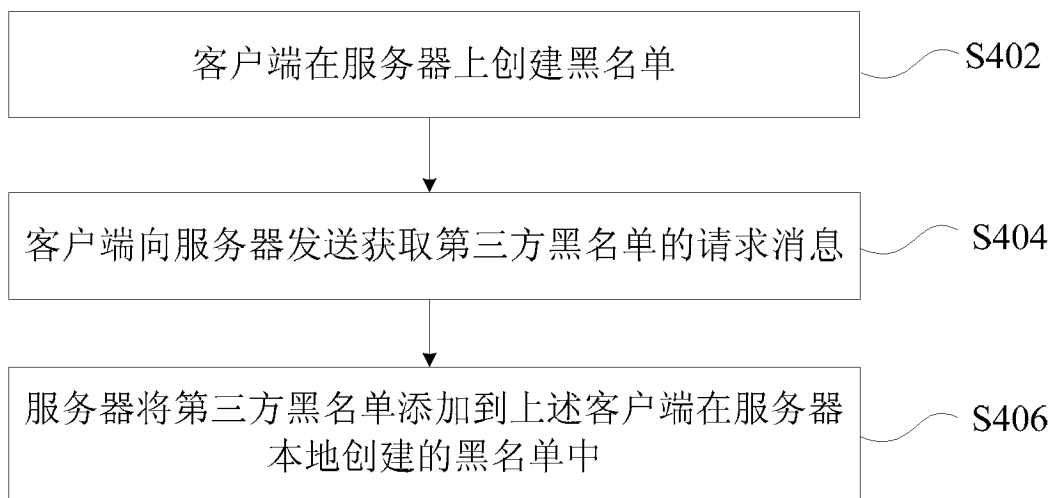 客户端在服务器上创建黑名单
S402
客户端向服务器发送获取第三方黑名单的请求消息
S404
服务器将第三方黑名单添加到上述客户端在服务器
本地创建的黑名单中
S406